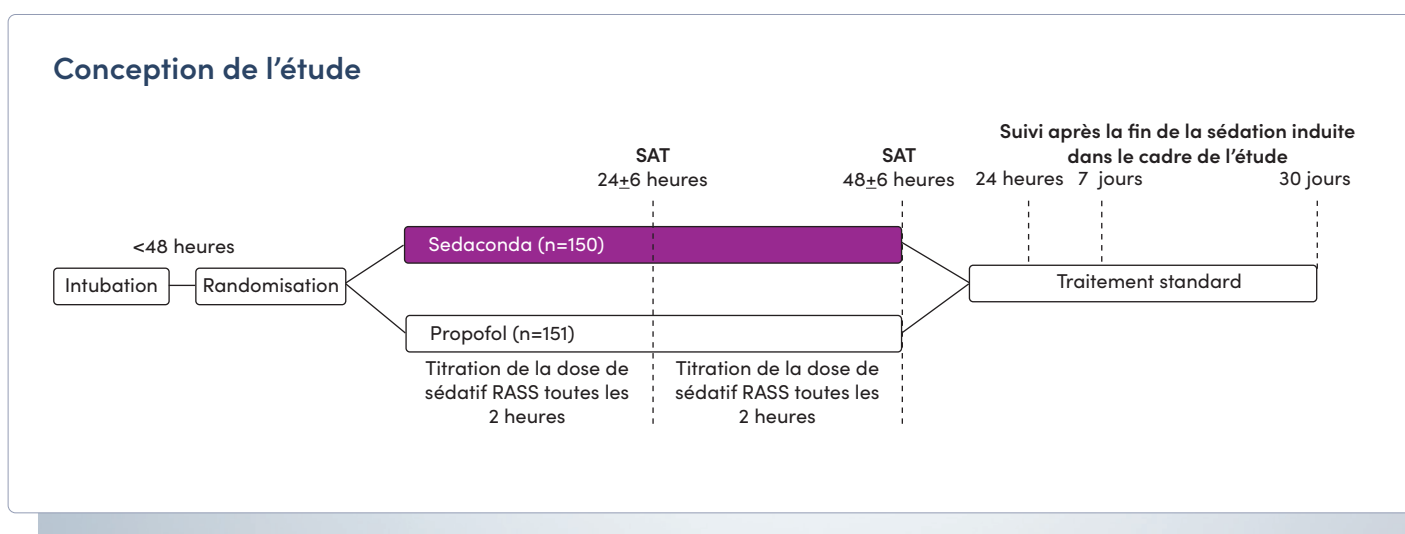 Conception de l’étude
Suivi après la fin de la sédation induite
dans le cadre de l’étude
SAT
24±6 heures
SAT
48±6 heures
24 heures
7 jours
30 jours
<48 heures
Intubation
Randomisation
Sedaconda (n=150)
Propofol (n=151)
Traitement standard
Titration de la dose de
sédatif RASS toutes les
2 heures
Titration de la dose de
sédatif RASS toutes les
2 heures